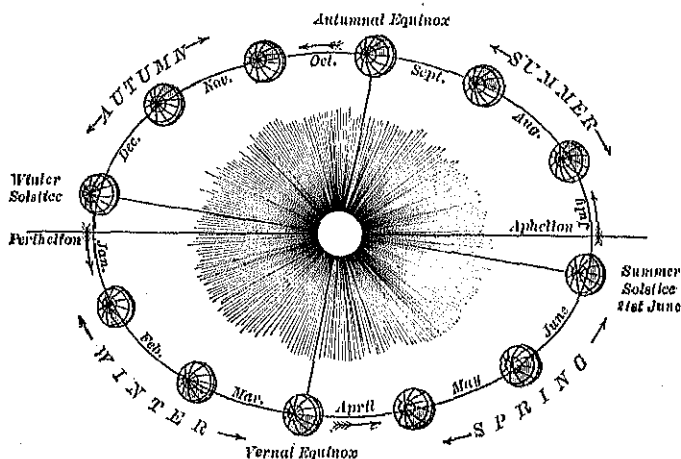 Autumnal Equinox
AUTUMN
Nov.
Oct.
Sept.
SUMMER
Dec.
Aug.
Winter
Solstice
Perihelion
Aphelion
July
Jan.
Summer
Solstice
21st June
Feb.
June
WINTER
Mar.
April
May
SPRING
Vernal Equinox